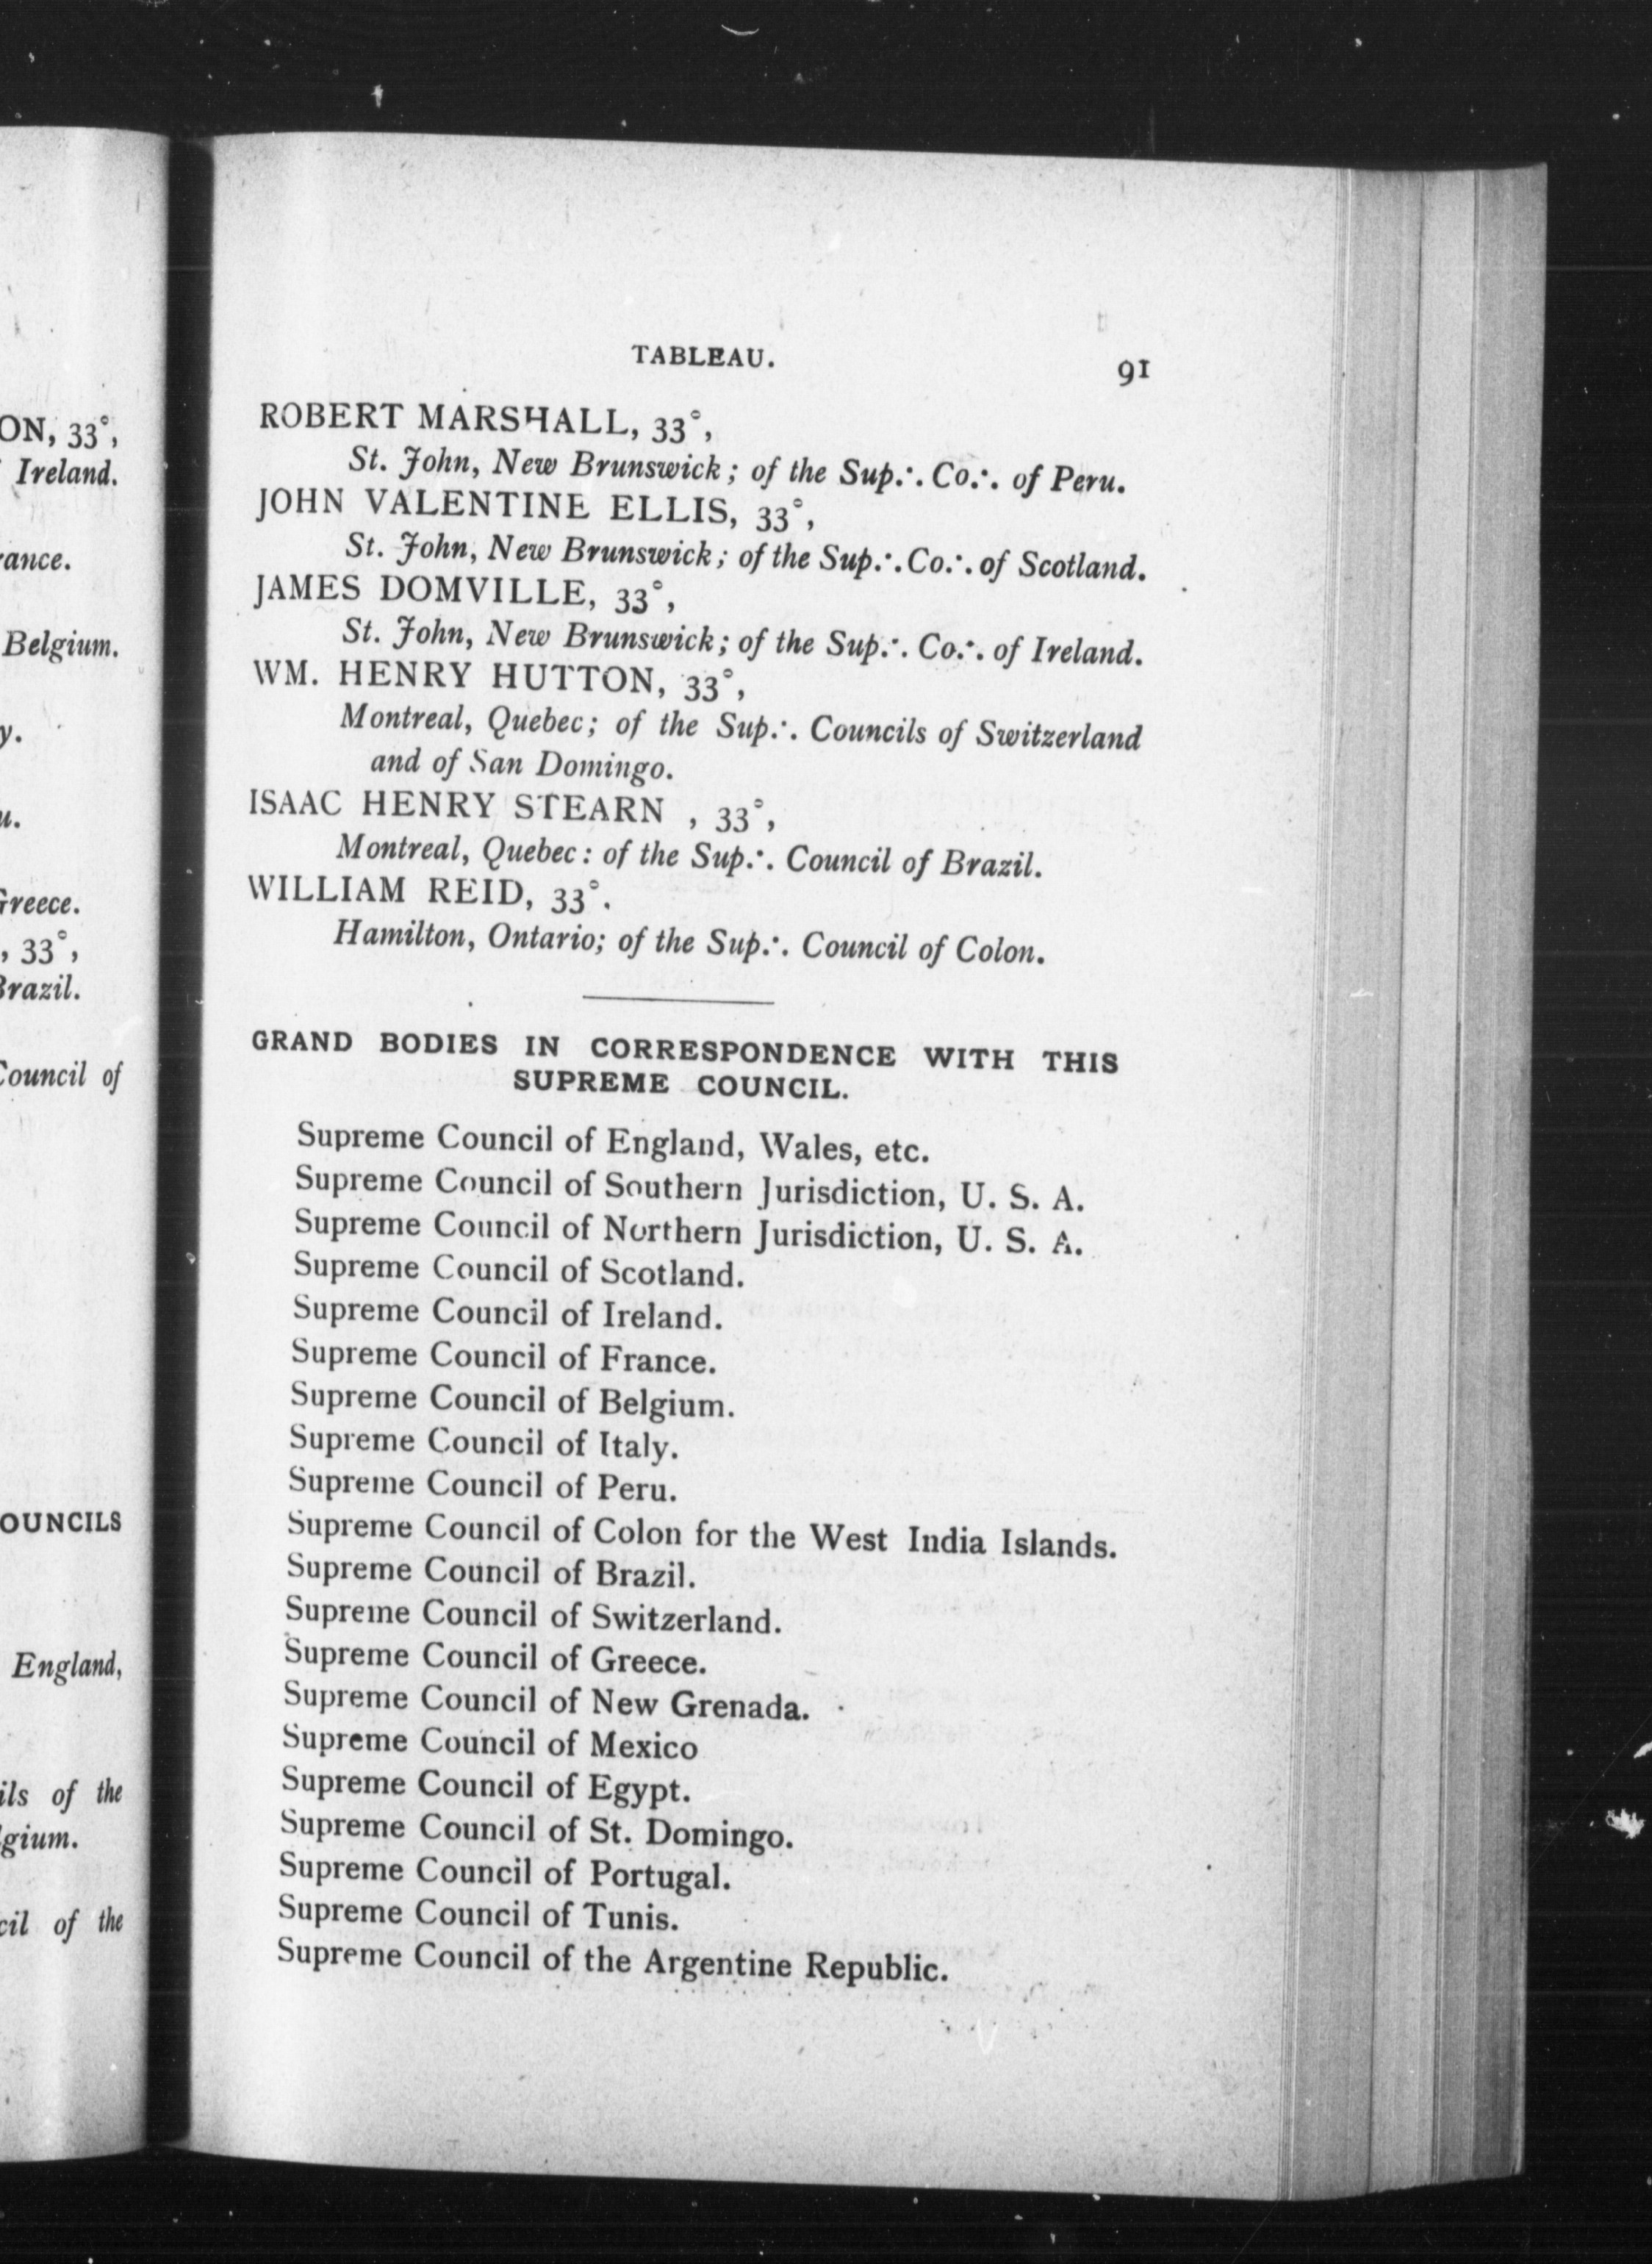 ON, 33°,
Ireland.
Belgium.
y.
u.
Greece.
, 33°,
Brazil.
Council of
OUNCILS
England,
ils of the
lgium.
cil of the
TABLEAU.
91
ROBERT MARSHALL, 33°,
St. John, New Brunswick; of the Sup.·. Co.·. of Peru.
JOHN VALENTINE ELLIS, 33°,
St. John, New Brunswick; of the Sup.·. Co.·. of Scotland.
JAMES DOMVILLE, 33°,
St. John, New Brunswick; of the Sup.·. Co.·. of Ireland.
WM. HENRY HUTTON, 33°,
Montreal, Quebec; of the Sup.·. Councils of Switzerland
and of San Domingo.
ISAAC HENRY STEARN , 33°,
Montreal, Quebec: of the Sup.·. Council of Brazil.
WILLIAM REID, 33°.
Hamilton, Ontario; of the Sup.·. Council of Colon.
GRAND BODIES IN CORRESPONDENCE WITH THIS
SUPREME COUNCIL.
Supreme Council of England, Wales, etc.
Supreme Council of Southern Jurisdiction, U. S. A.
Supreme Council of Northern Jurisdiction, U. S. A.
Supreme Council of Scotland.
Supreme Council of Ireland.
Supreme Council of France.
Supreme Council of Belgium.
Supreme Council of Italy.
Supreme Council of Peru.
Supreme Council of Colon for the West India Islands.
Supreme Council of Brazil.
Supreme Council of Switzerland.
Supreme Council of Greece.
Supreme Council of New Grenada.
Supreme Council of Mexico
Supreme Council of Egypt.
Supreme Council of St. Domingo.
Supreme Council of Portugal.
Supreme Council of Tunis.
Supreme Council of the Argentine Republic.